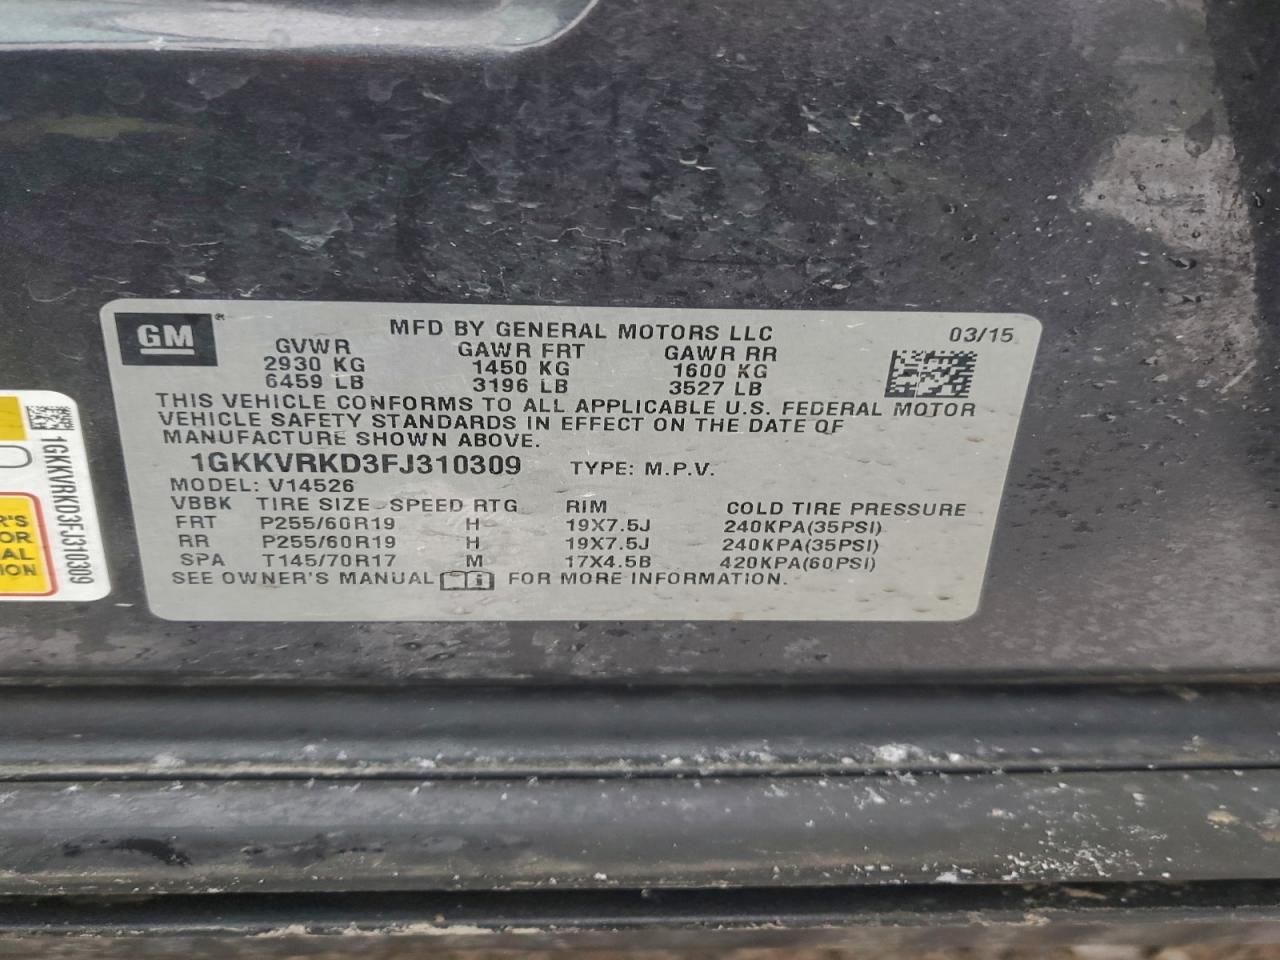 GM
MFD BY GENERAL MOTORS LLC
03/15
GVWR GAWR FRT GAWR RR
2930 KG 1450 KG 1600 KG
6459 LB 3196 LB 3527 LB
THIS VEHICLE CONFORMS TO ALL APPLICABLE U.S. FEDERAL MOTOR
VEHICLE SAFETY STANDARDS IN EFFECT ON THE DATE OF
MANUFACTURE SHOWN ABOVE.
1GKKVRKD3FJ310309 TYPE: M.P.V.
MODEL: V14526
VBBK TIRE SIZE SPEED RTG RIM COLD TIRE PRESSURE
FRT P255/60R19 H 19X7.5J 240KPA(35PSI)
RR P255/60R19 H 19X7.5J 240KPA(35PSI)
SPA T145/70R17 M 17X4.5B 420KPA(60PSI)
SEE OWNER'S MANUAL FOR MORE INFORMATION.
1GKKVRKD3FJ310309
R'S
OR
AL
ION